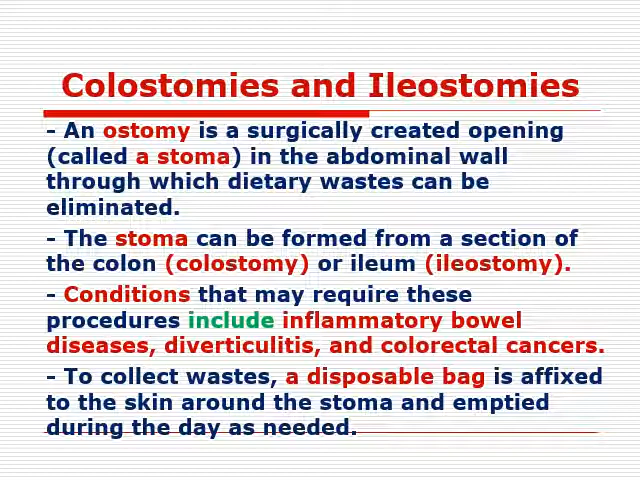 Colostomies and Ileostomies
- An ostomy is a surgically created opening
(called a stoma) in the abdominal wall
through which dietary wastes can be
eliminated.
- The stoma can be formed from a section of
the colon (colostomy) or ileum (ileostomy).
- Conditions that may require these
procedures include inflammatory bowel
diseases, diverticulitis, and colorectal cancers.
- To collect wastes, a disposable bag is affixed
to the skin around the stoma and emptied
during the day as needed.